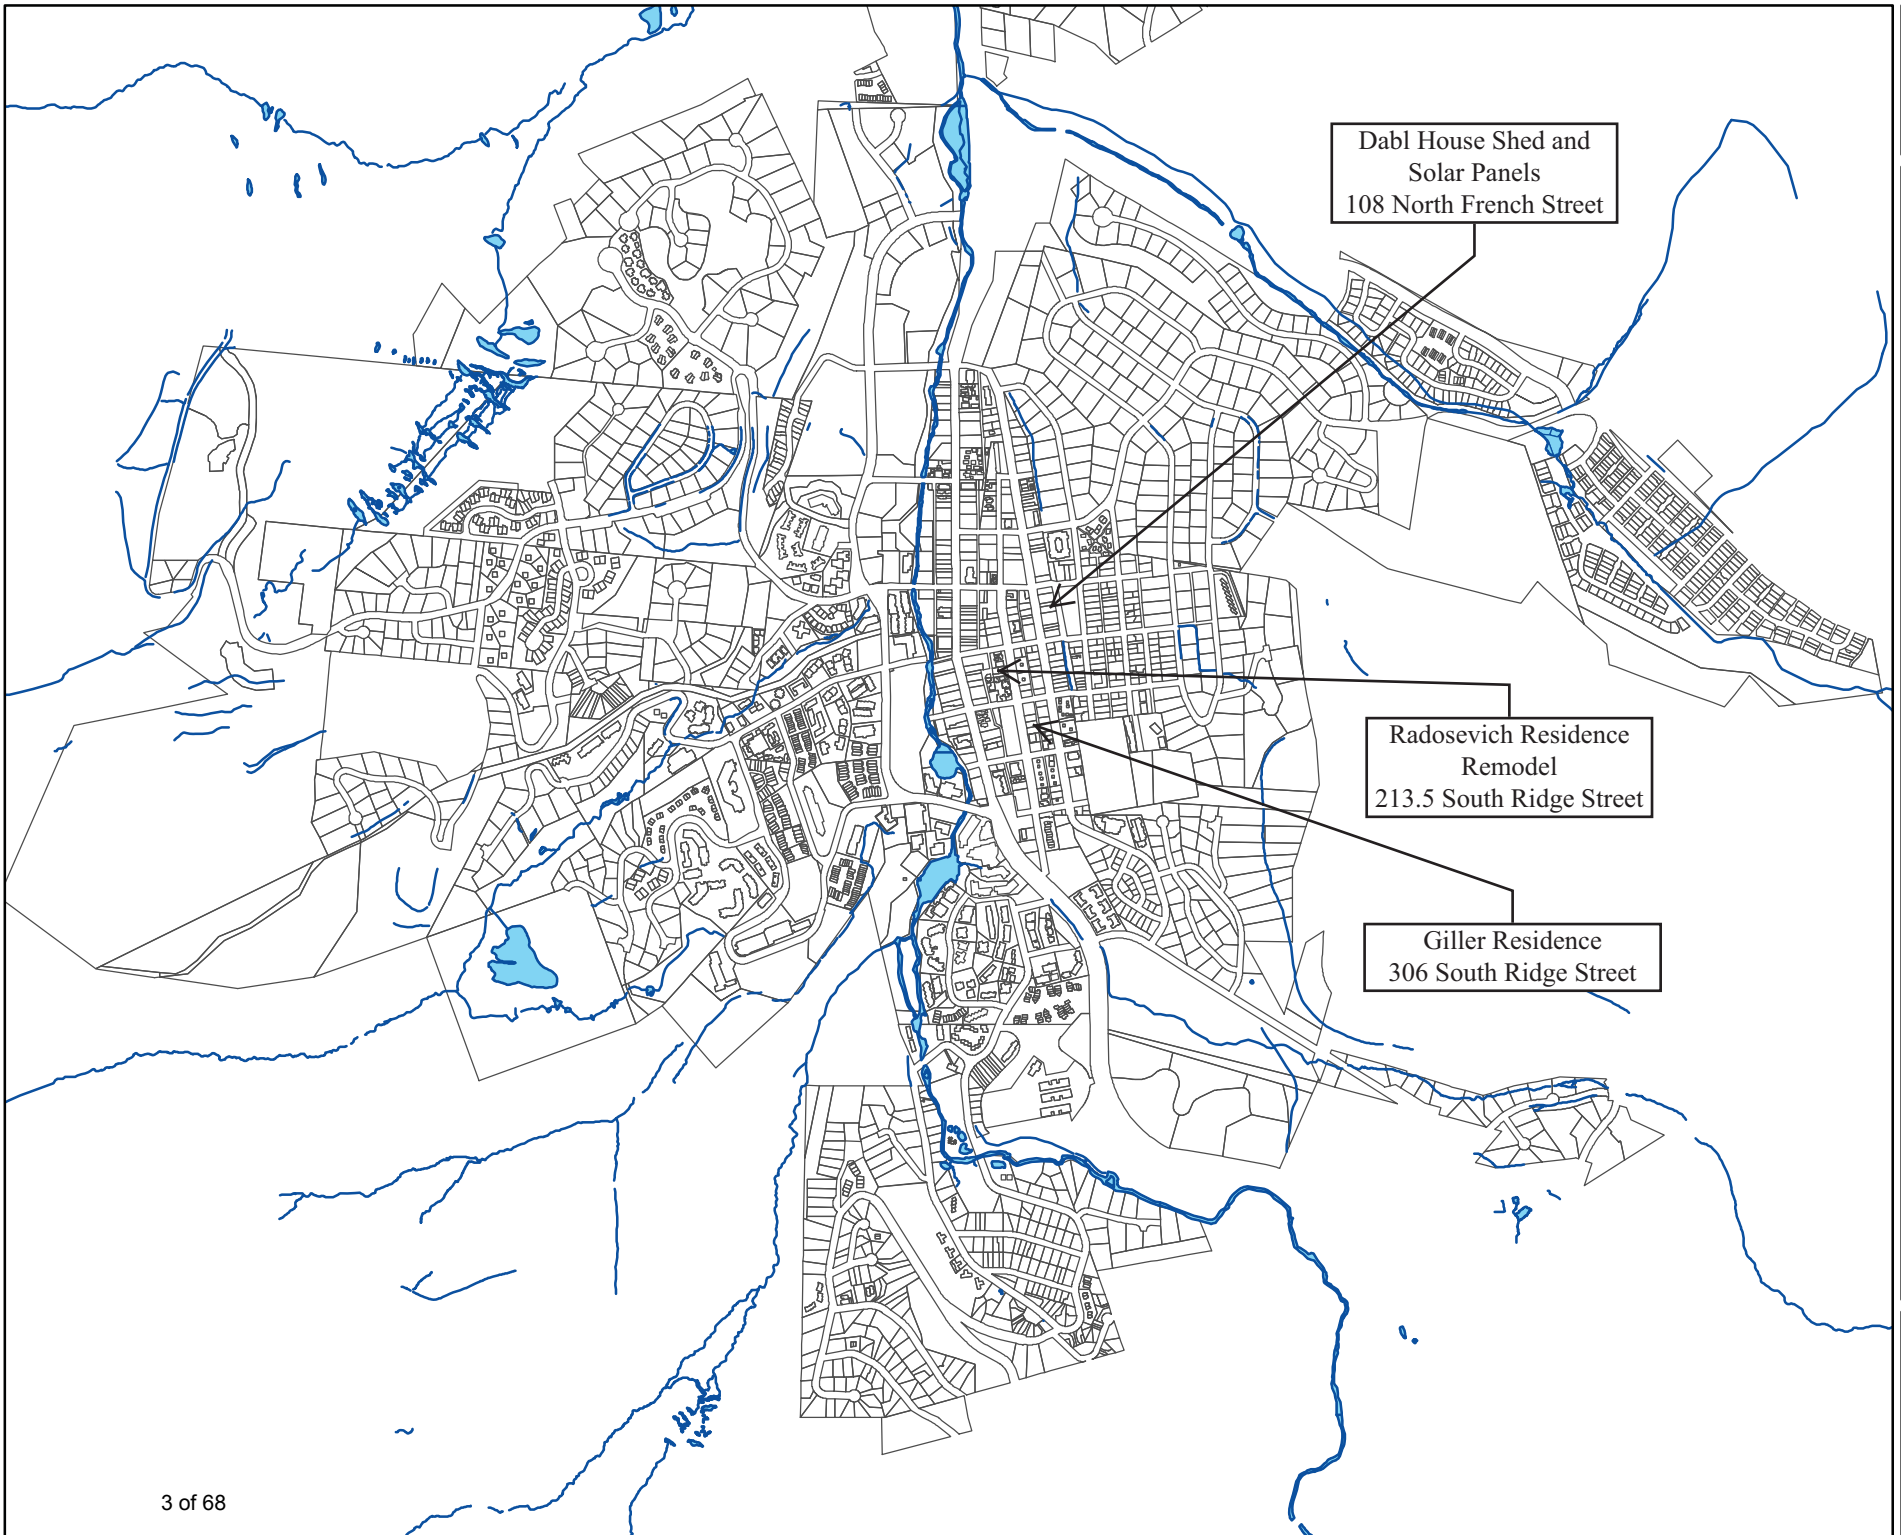 Dabl House Shed and
Solar Panels
108 North French Street
Radosevich Residence
Remodel
213.5 South Ridge Street
Giller Residence
306 South Ridge Street
3 of 68